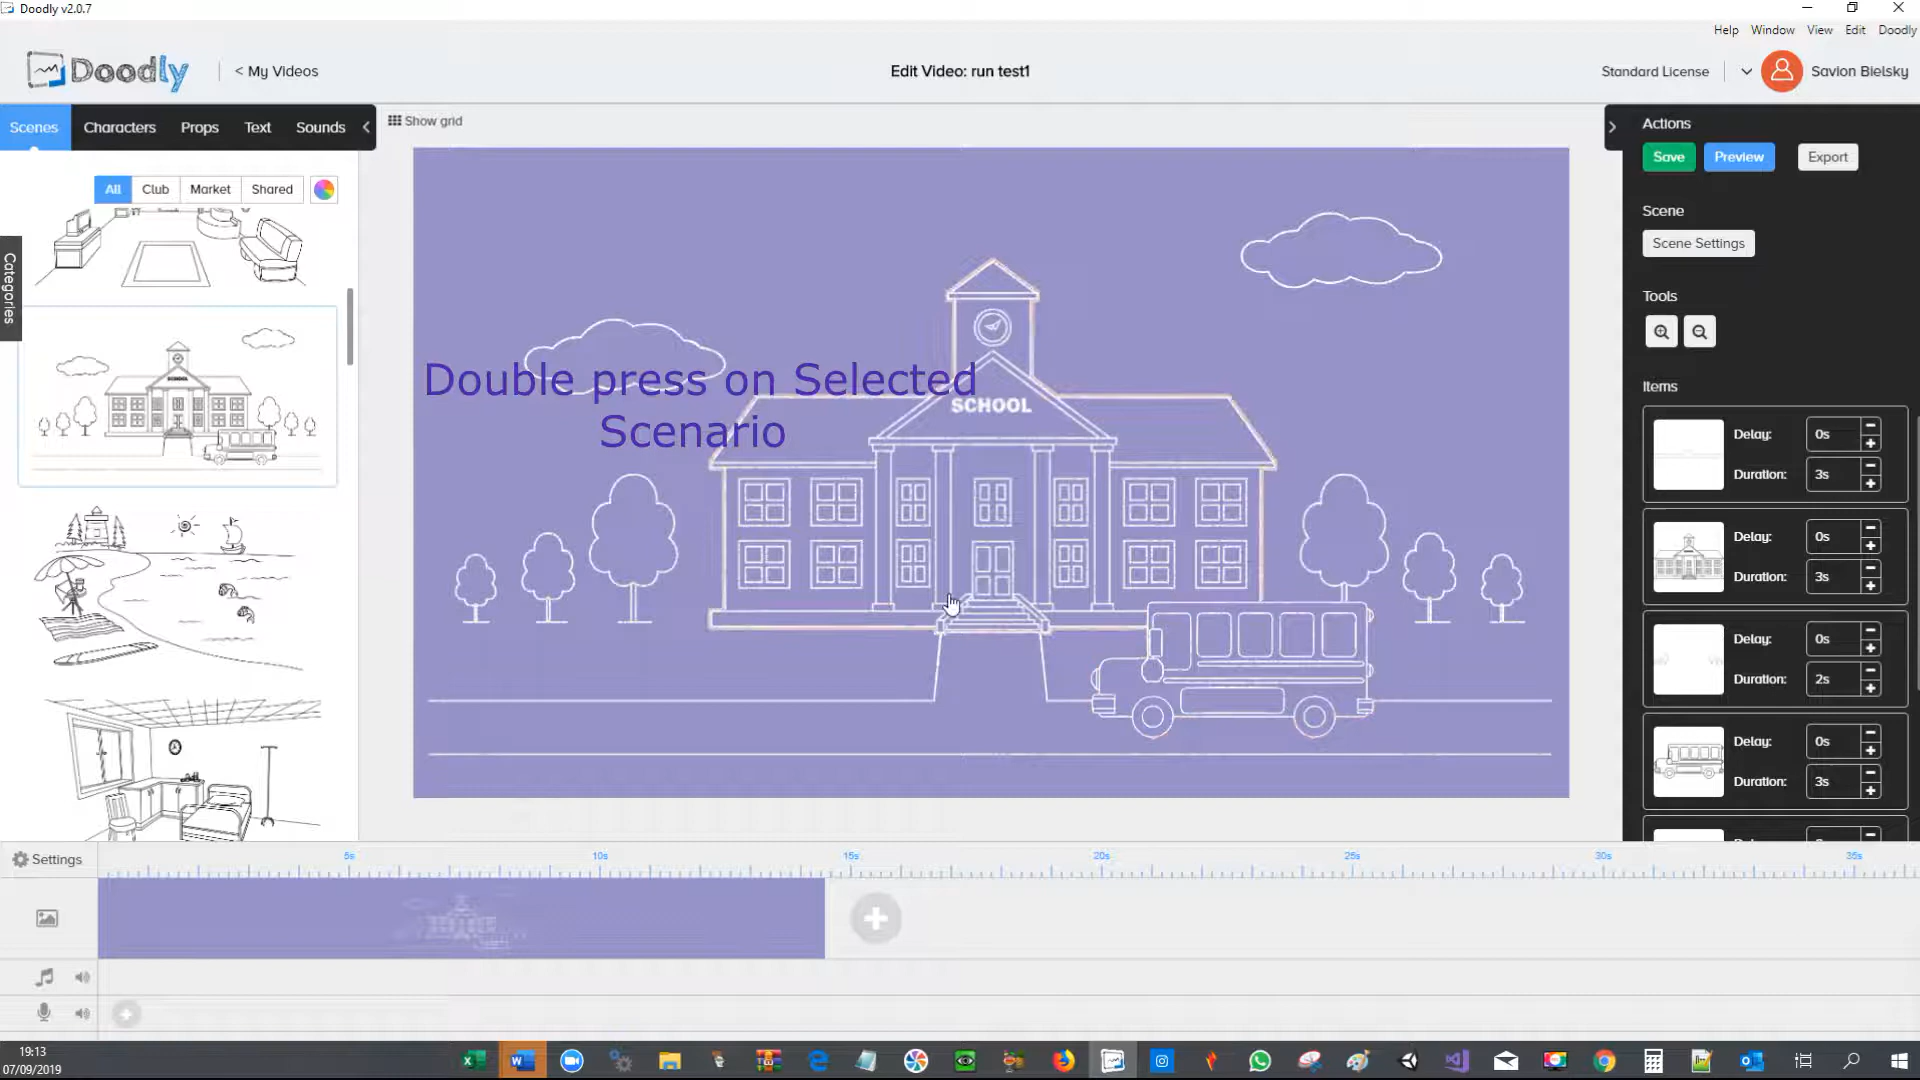 Doodly v2.0.7
Help Window View Edit Doodly
Doodly
< My Videos
Edit Video: run test1
Standard License
Savion Bielsky
Scenes Characters Props Text Sounds
Show grid
All Club Market Shared
Categories
SCHOOL
Double press on Selected
Scenario
SCHOOL
Actions
Save Preview Export
Scene
Scene Settings
Tools
Items
Delay: 0s
Duration: 3s
Delay: 0s
Duration: 3s
Delay: 0s
Duration: 2s
Delay: 0s
Duration: 3s
Settings
5s 10s 15s 20s 25s 30s 35s
19:13
07/09/2019